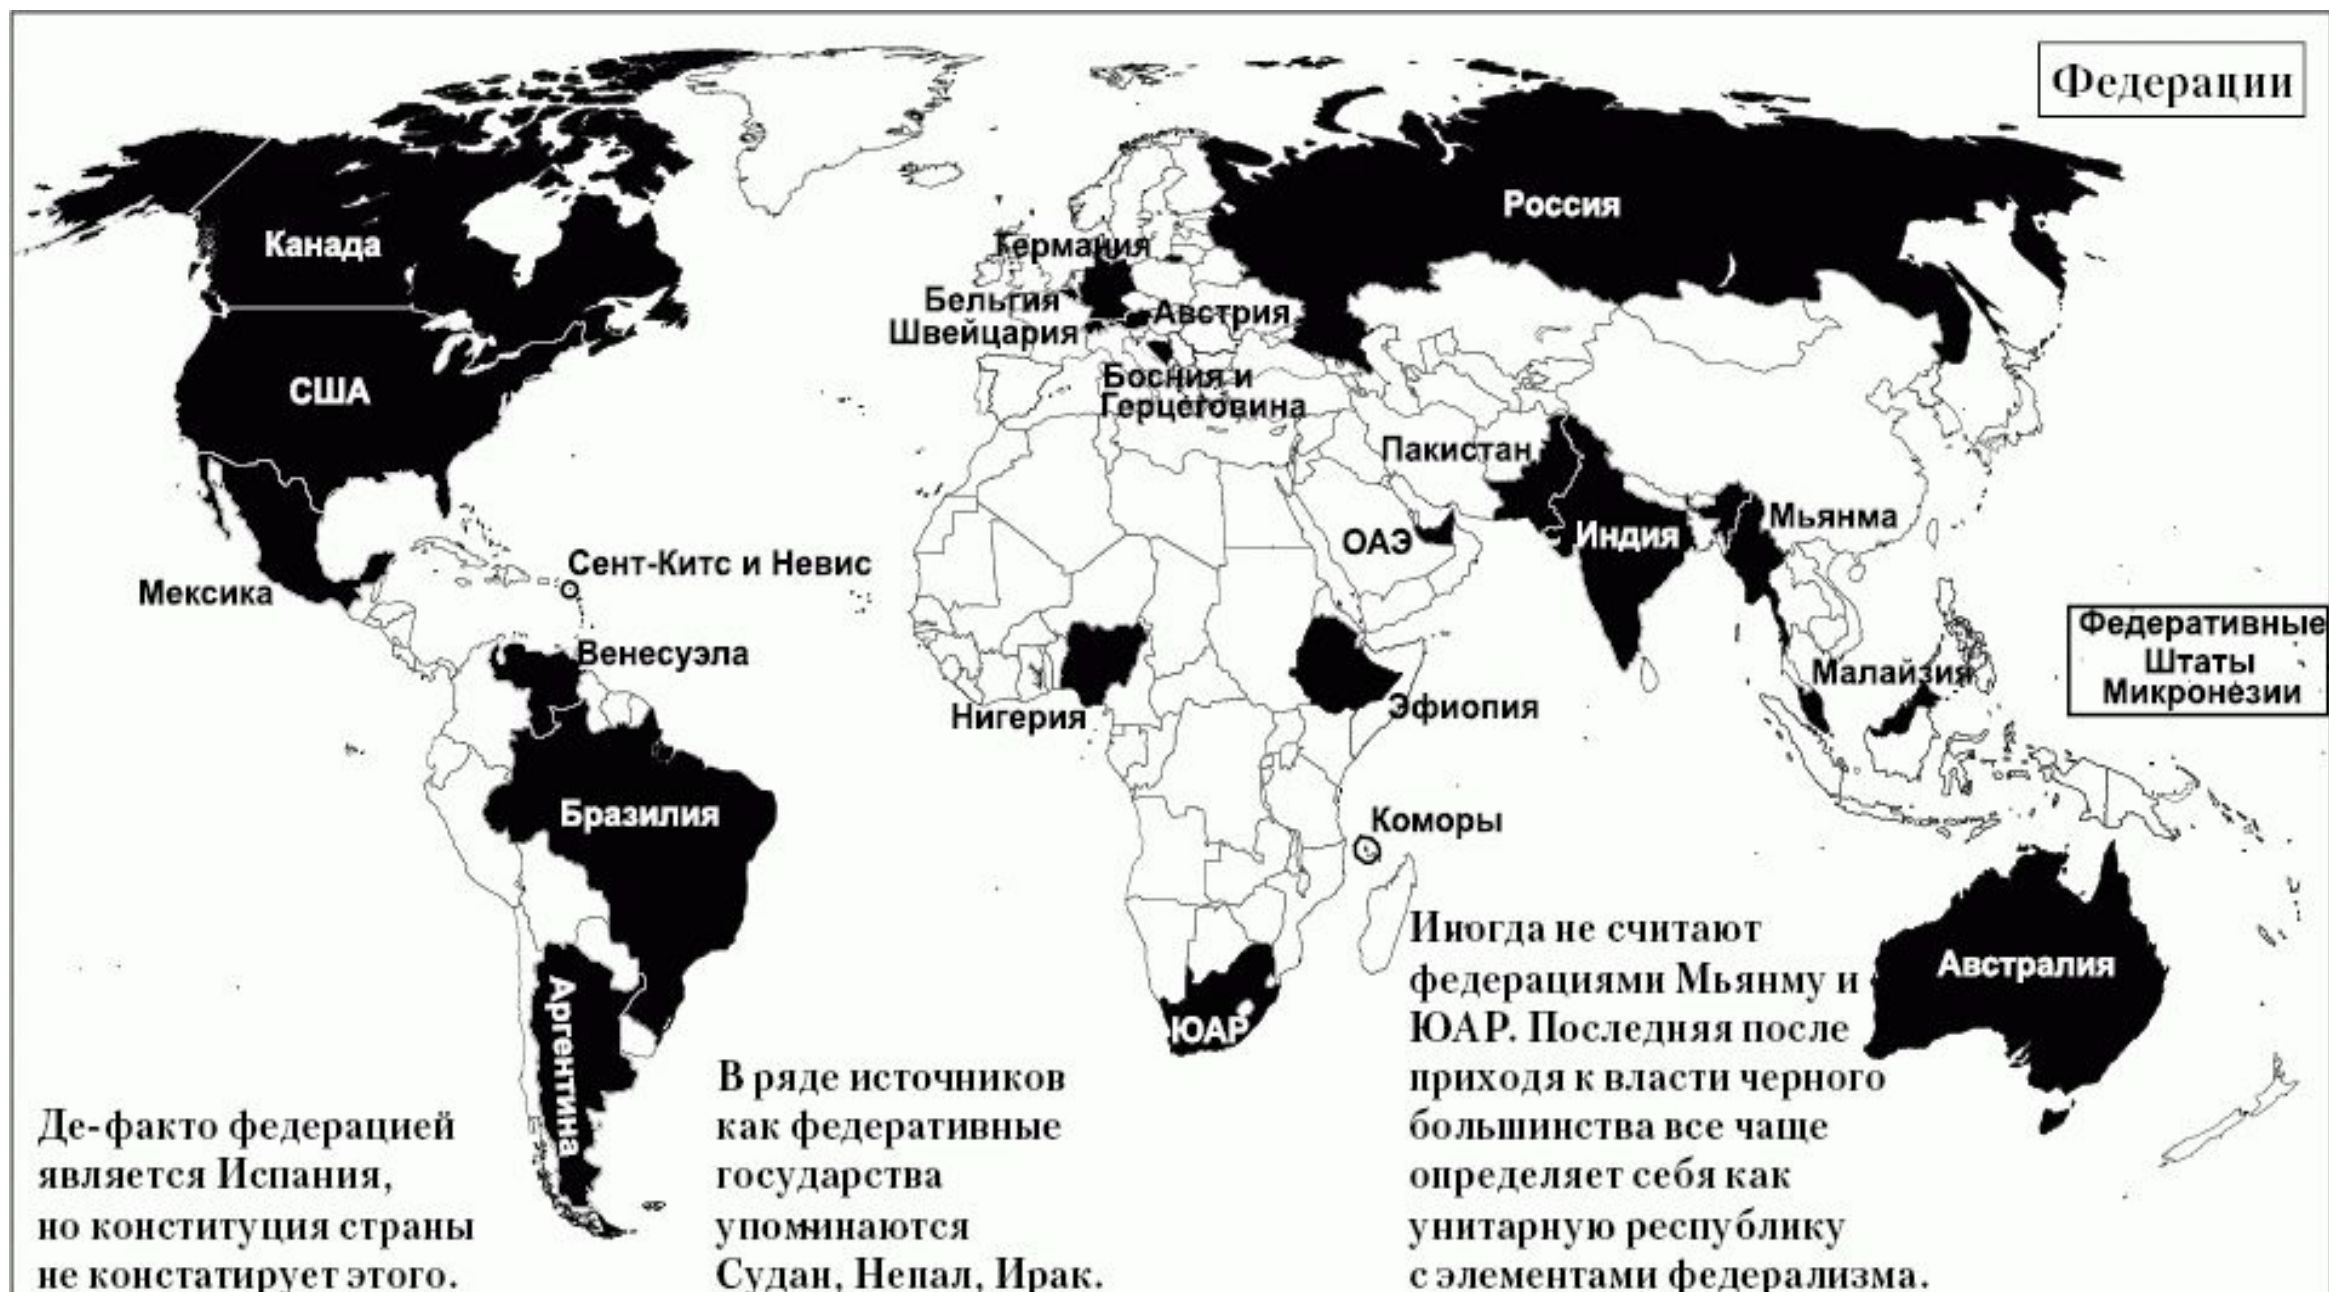 Федерации
Россия
Канада
Германия
Бельгия
Австрия
Швейцария
США
Босния и
Герцеговина
Пакистан
Мьянма
Индия
ОАЭ
Сент-Китс и Невис
Мексика
Федеративные
Штаты
Микронезии
Венесуэла
Малайзия
Нигерия
Эфиопия
Бразилия
Коморы
Австралия
ЮАР
Аргентина
Де-факто федерацией
является Испания,
но конституция страны
не констатирует этого.
В ряде источников
как федеративные
государства
упоминаются
Судан, Непал, Ирак.
Иногда не считают
федерациями Мьянму и
ЮАР. Последняя после
приходя к власти черного
большинства все чаще
определяет себя как
унитарную республику
с элементами федерализма.